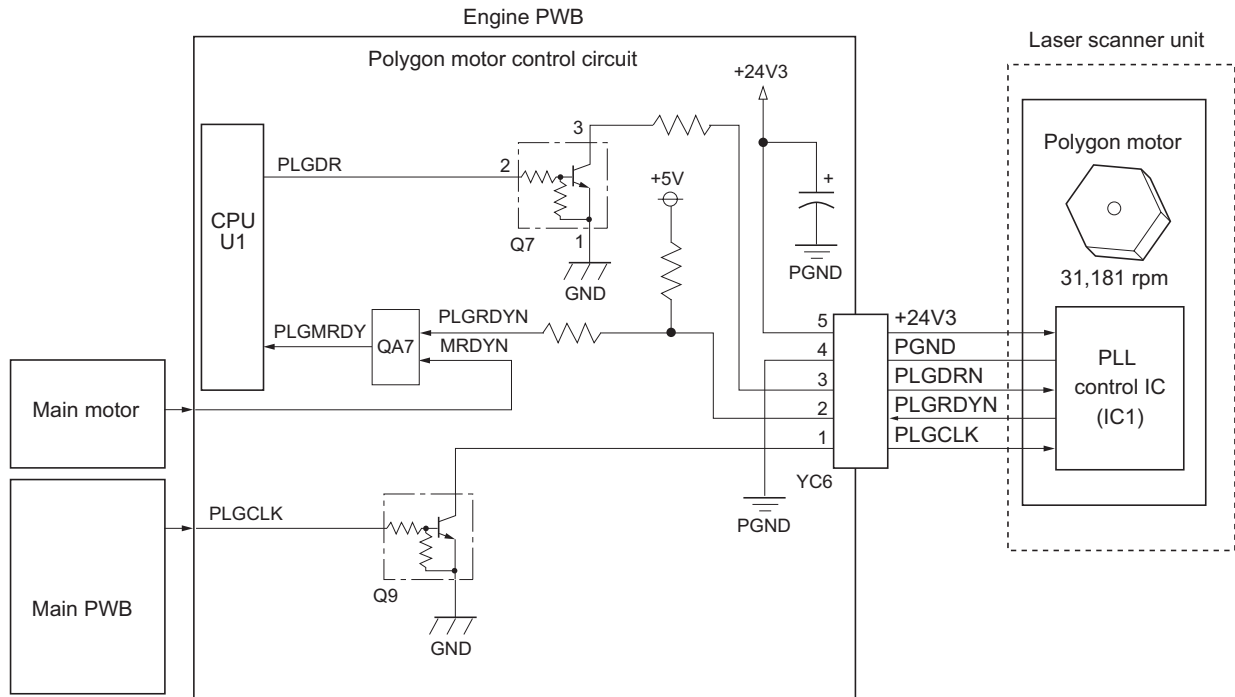 Engine PWB
Laser scanner unit
Polygon motor control circuit
+24V3
3
Polygon motor
PLGDR
2
+5V
+
CPU
U1
1
Q7
PGND
GND
31,181 rpm
PLGRDYN
5
+24V3
PLGMRDY
QA7
MRDYN
4
PGND
PLL
control IC
(IC1)
3
PLGDRN
Main motor
2
PLGRDYN
1
PLGCLK
YC6
PLGCLK
PGND
Q9
Main PWB
GND